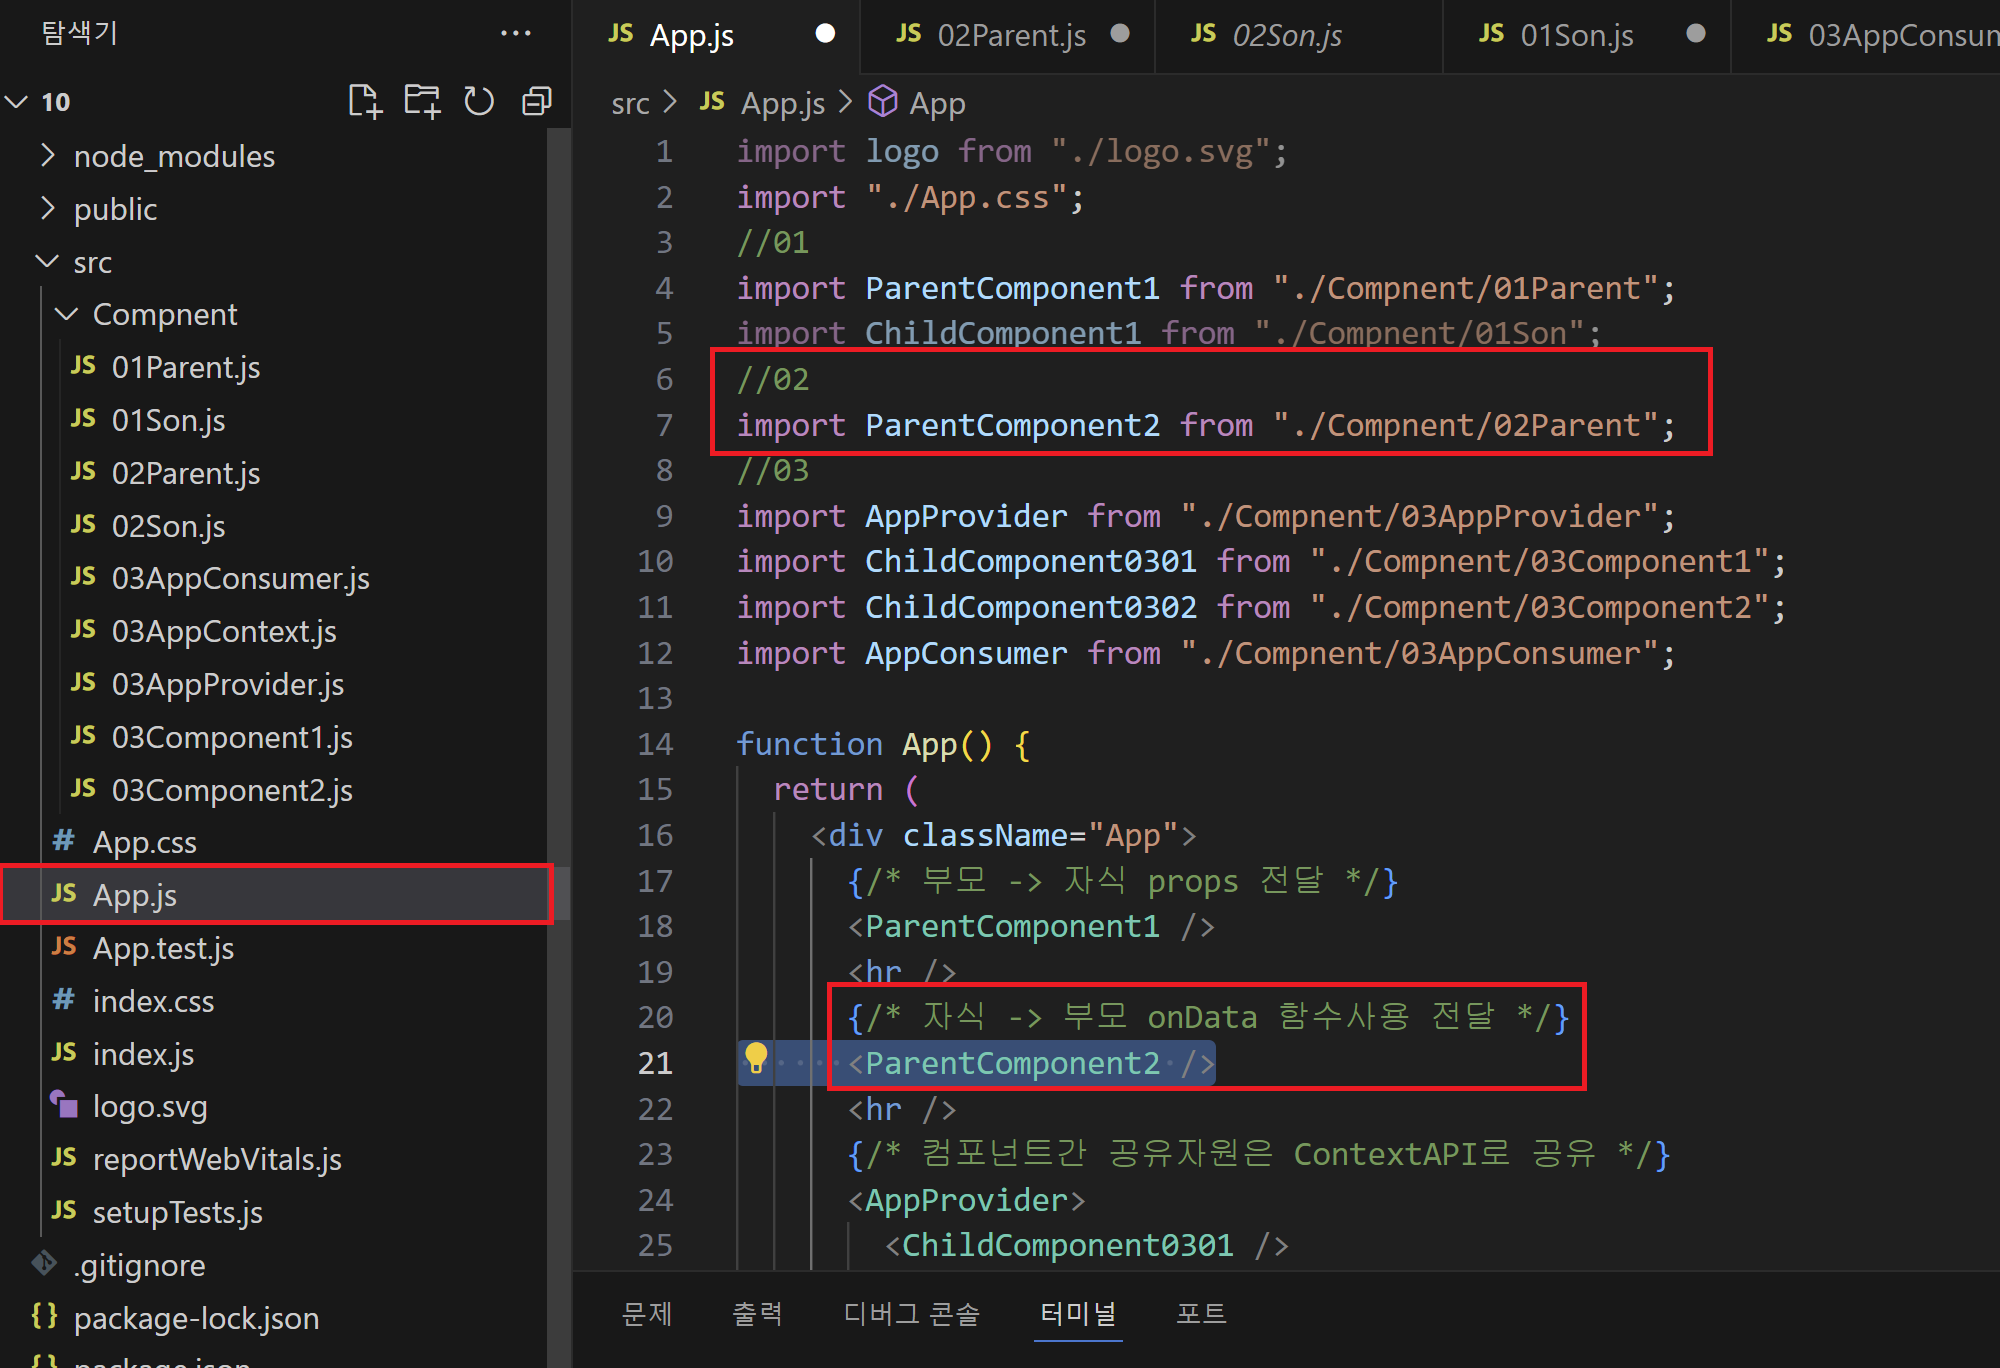 탐색기
...
10
node_modules
public
src
Compnent
JS 01Parent.js
JS 01Son.js
JS 02Parent.js
JS 02Son.js
JS 03AppConsumer.js
JS 03AppContext.js
JS 03AppProvider.js
JS 03Component1.js
JS 03Component2.js
# App.css
JS App.js
JS App.test.js
# index.css
JS index.js
logo.svg
JS reportWebVitals.js
JS setupTests.js
.gitignore
{} package-lock.json
{} package.json
JS App.js
JS 02Parent.js
JS 02Son.js
JS 01Son.js
JS 03AppConsum
src > JS App.js > App
1 import logo from "./logo.svg";
2 import "./App.css";
3 //01
4 import ParentComponent1 from "./Compnent/01Parent";
5 import ChildComponent1 from "./Compnent/01Son";
6 //02
7 import ParentComponent2 from "./Compnent/02Parent";
8 //03
9 import AppProvider from "./Compnent/03AppProvider";
10 import ChildComponent0301 from "./Compnent/03Component1";
11 import ChildComponent0302 from "./Compnent/03Component2";
12 import AppConsumer from "./Compnent/03AppConsumer";
13
14 function App() {
15 return (
16 <div className="App">
17 {/* 부모 -> 자식 props 전달 */}
18 <ParentComponent1 />
19 <hr />
20 {/* 자식 -> 부모 onData 함수사용 전달 */}
21 <ParentComponent2 />
22 <hr />
23 {/* 컴포넌트간 공유자원은 ContextAPI로 공유 */}
24 <AppProvider>
25 <ChildComponent0301 />
문제 출력 디버그 콘솔 터미널 포트